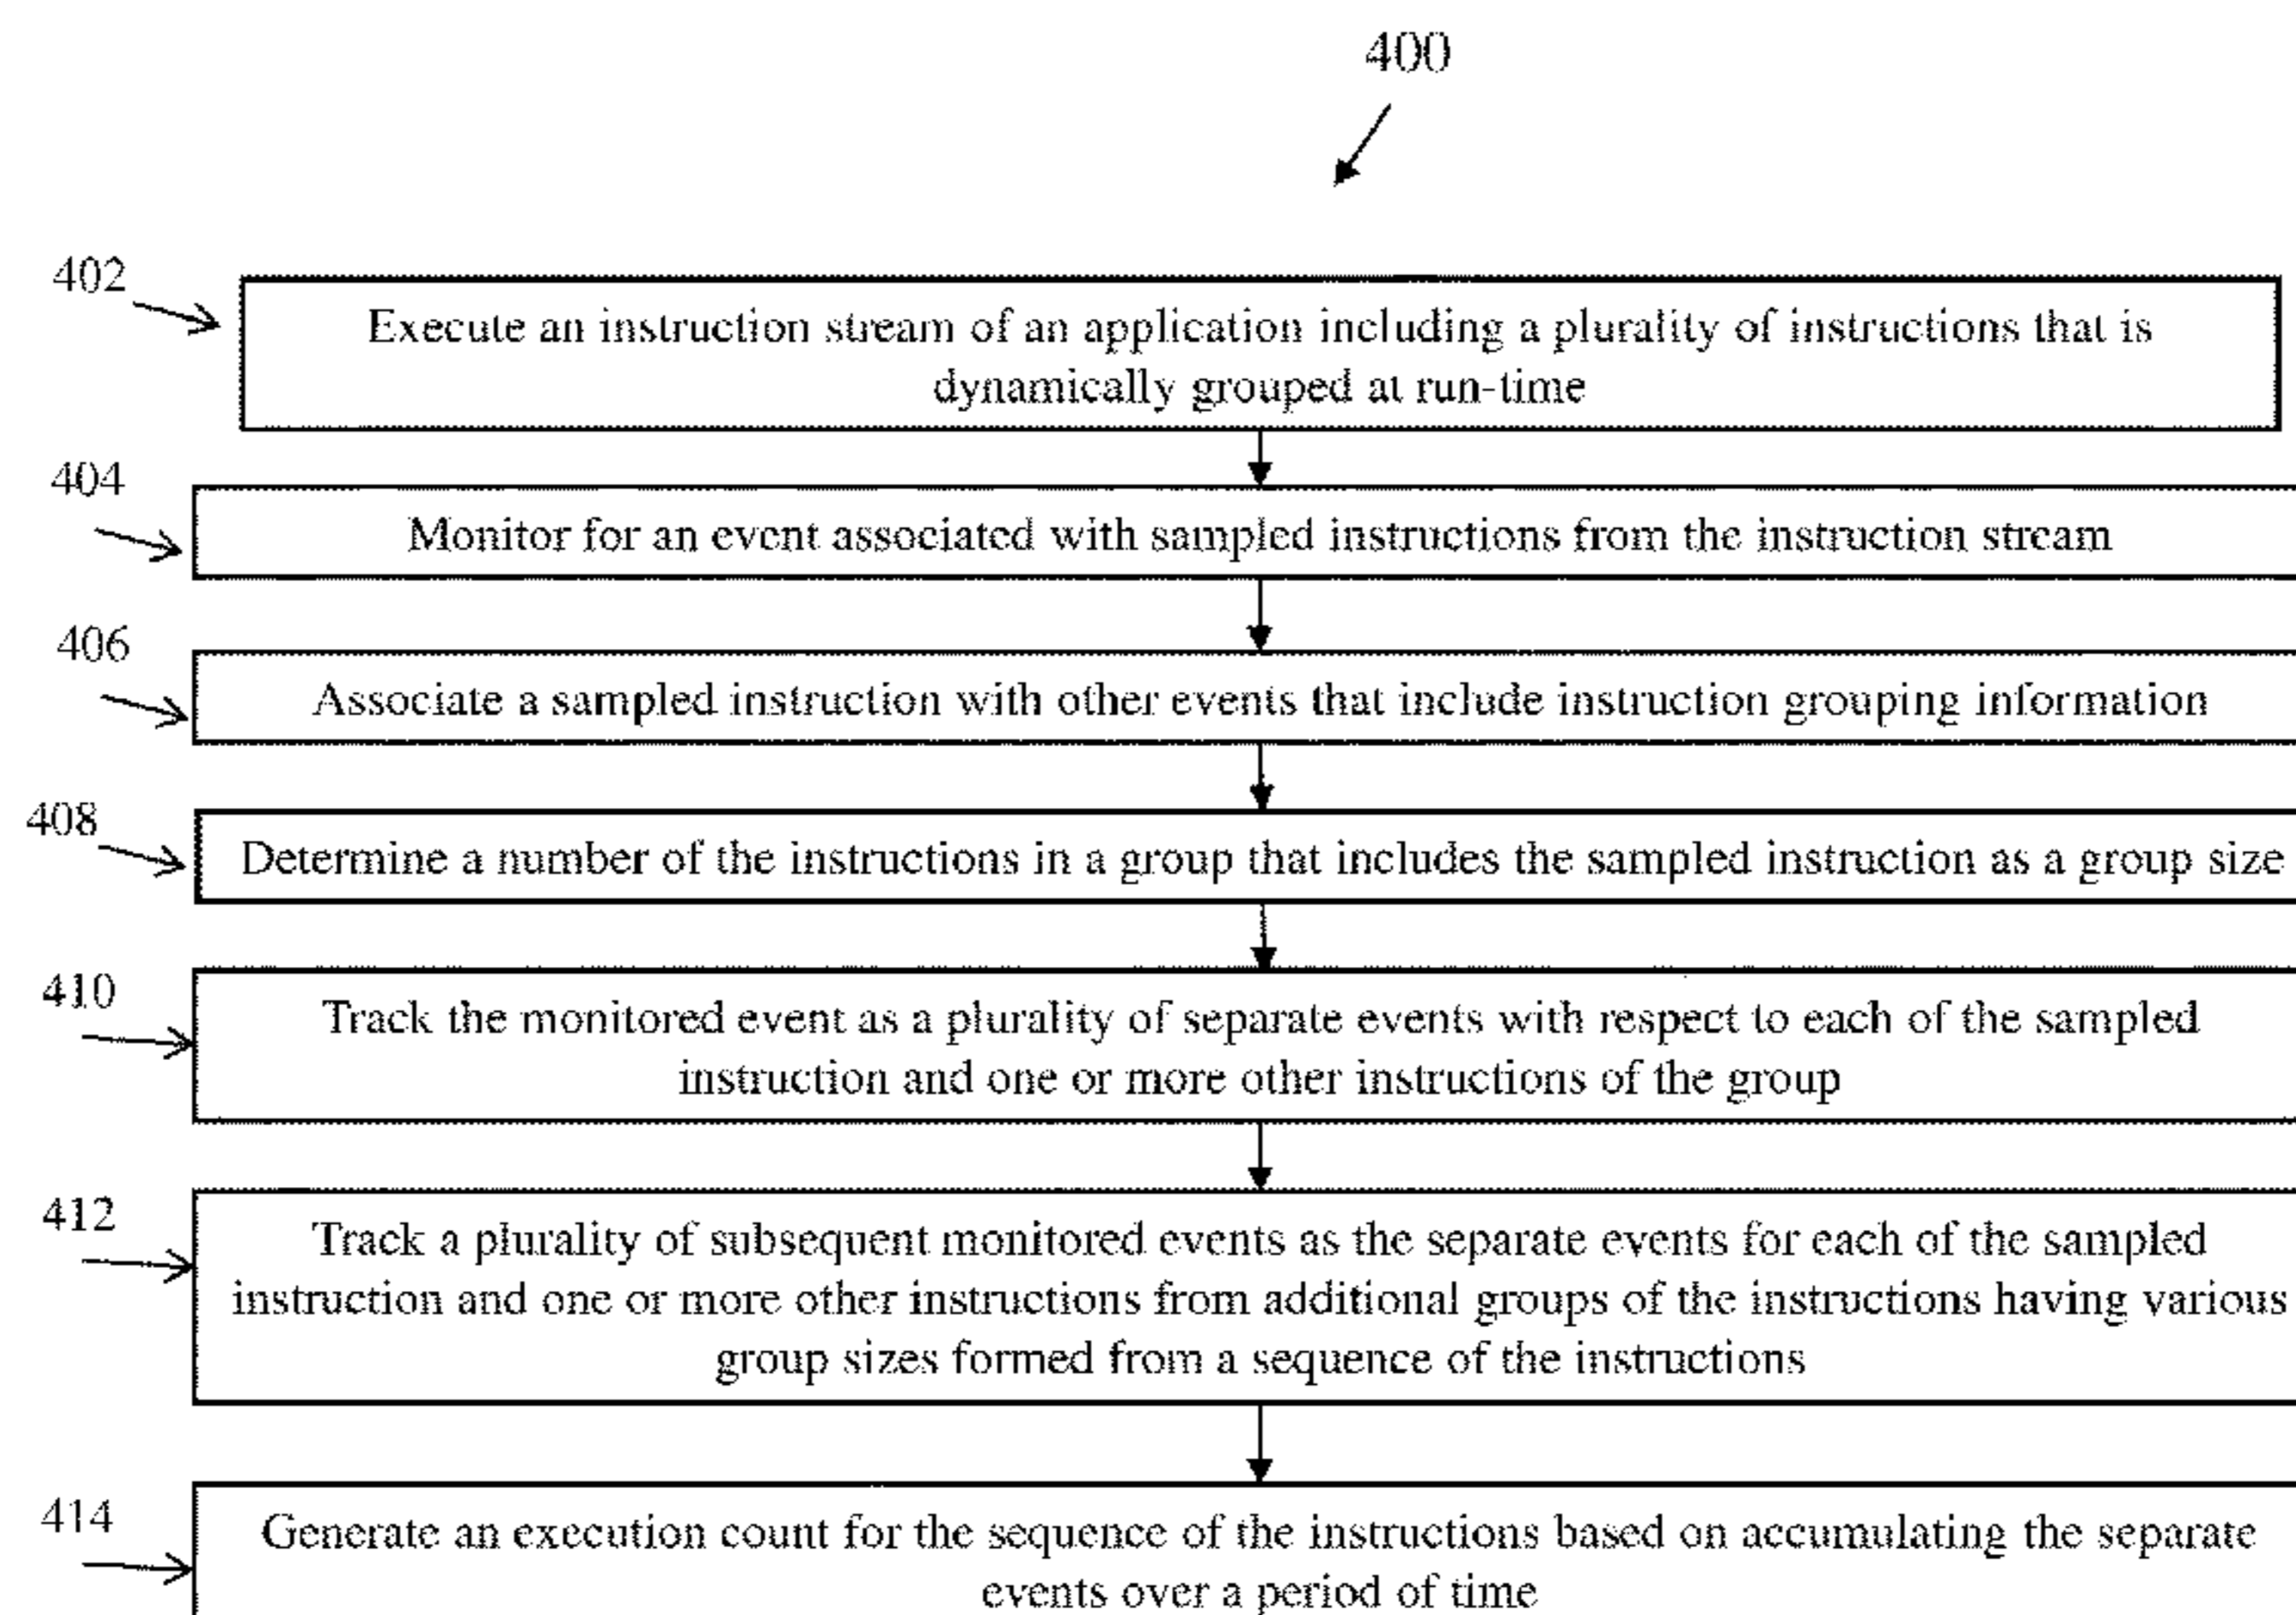 400
402
Execute an instruction stream of an application including a plurality of instructions that is
dynamically grouped at run-time
404
Monitor for an event associated with sampled instructions from the instruction stream
406
Associate a sampled instruction with other events that include instruction grouping information
408
Determine a number of the instructions in a group that includes the sampled instruction as a group size
410
Track the monitored event as a plurality of separate events with respect to each of the sampled
instruction and one or more other instructions of the group
412
Track a plurality of subsequent monitored events as the separate events for each of the sampled
instruction and one or more other instructions from additional groups of the instructions having various
group sizes formed from a sequence of the instructions
414
Generate an execution count for the sequence of the instructions based on accumulating the separate
events over a period of time